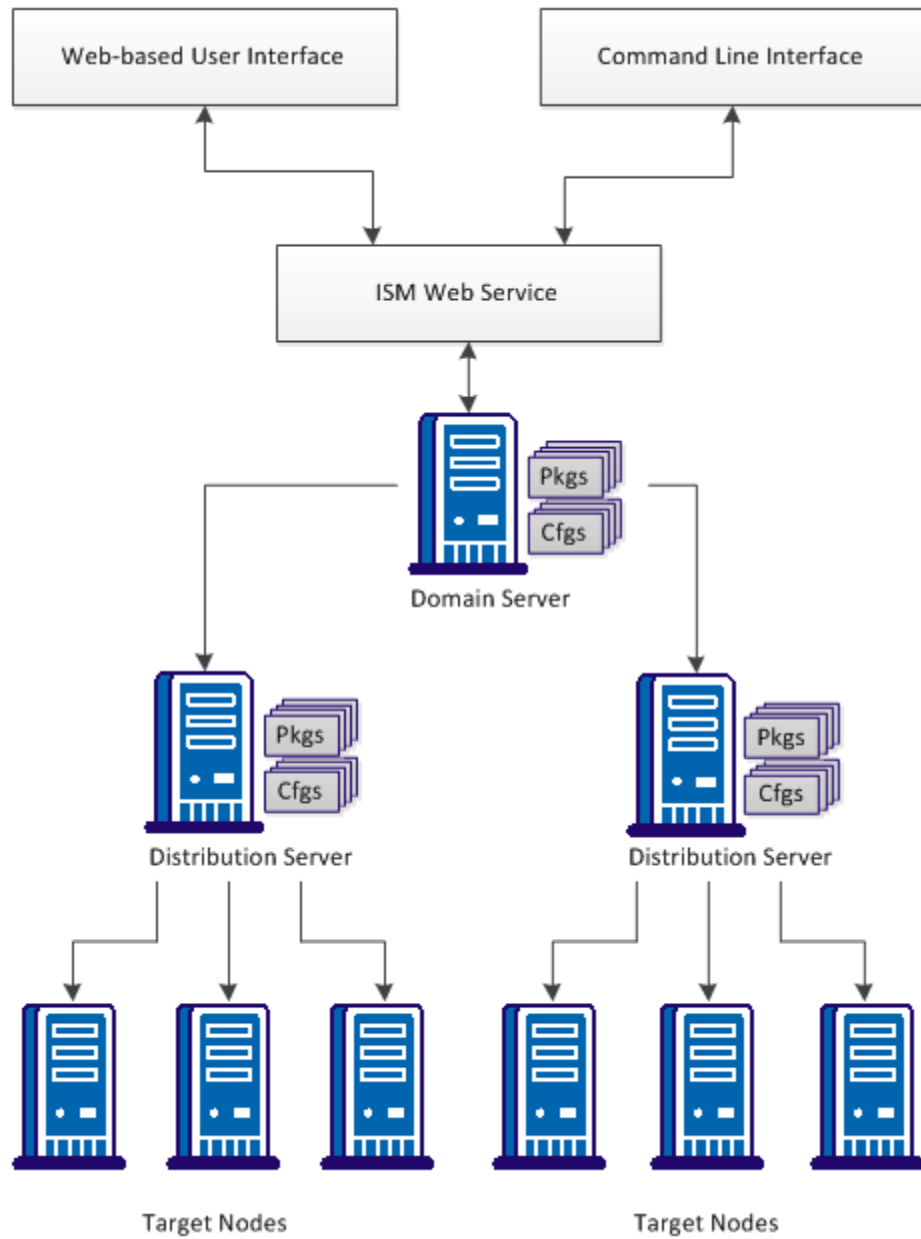 Web-based User Interface
Command Line Interface
ISM Web Service
Pkgs
Cfgs
Domain Server
Pkgs
Cfgs
Distribution Server
Pkgs
Cfgs
Distribution Server
Target Nodes
Target Nodes